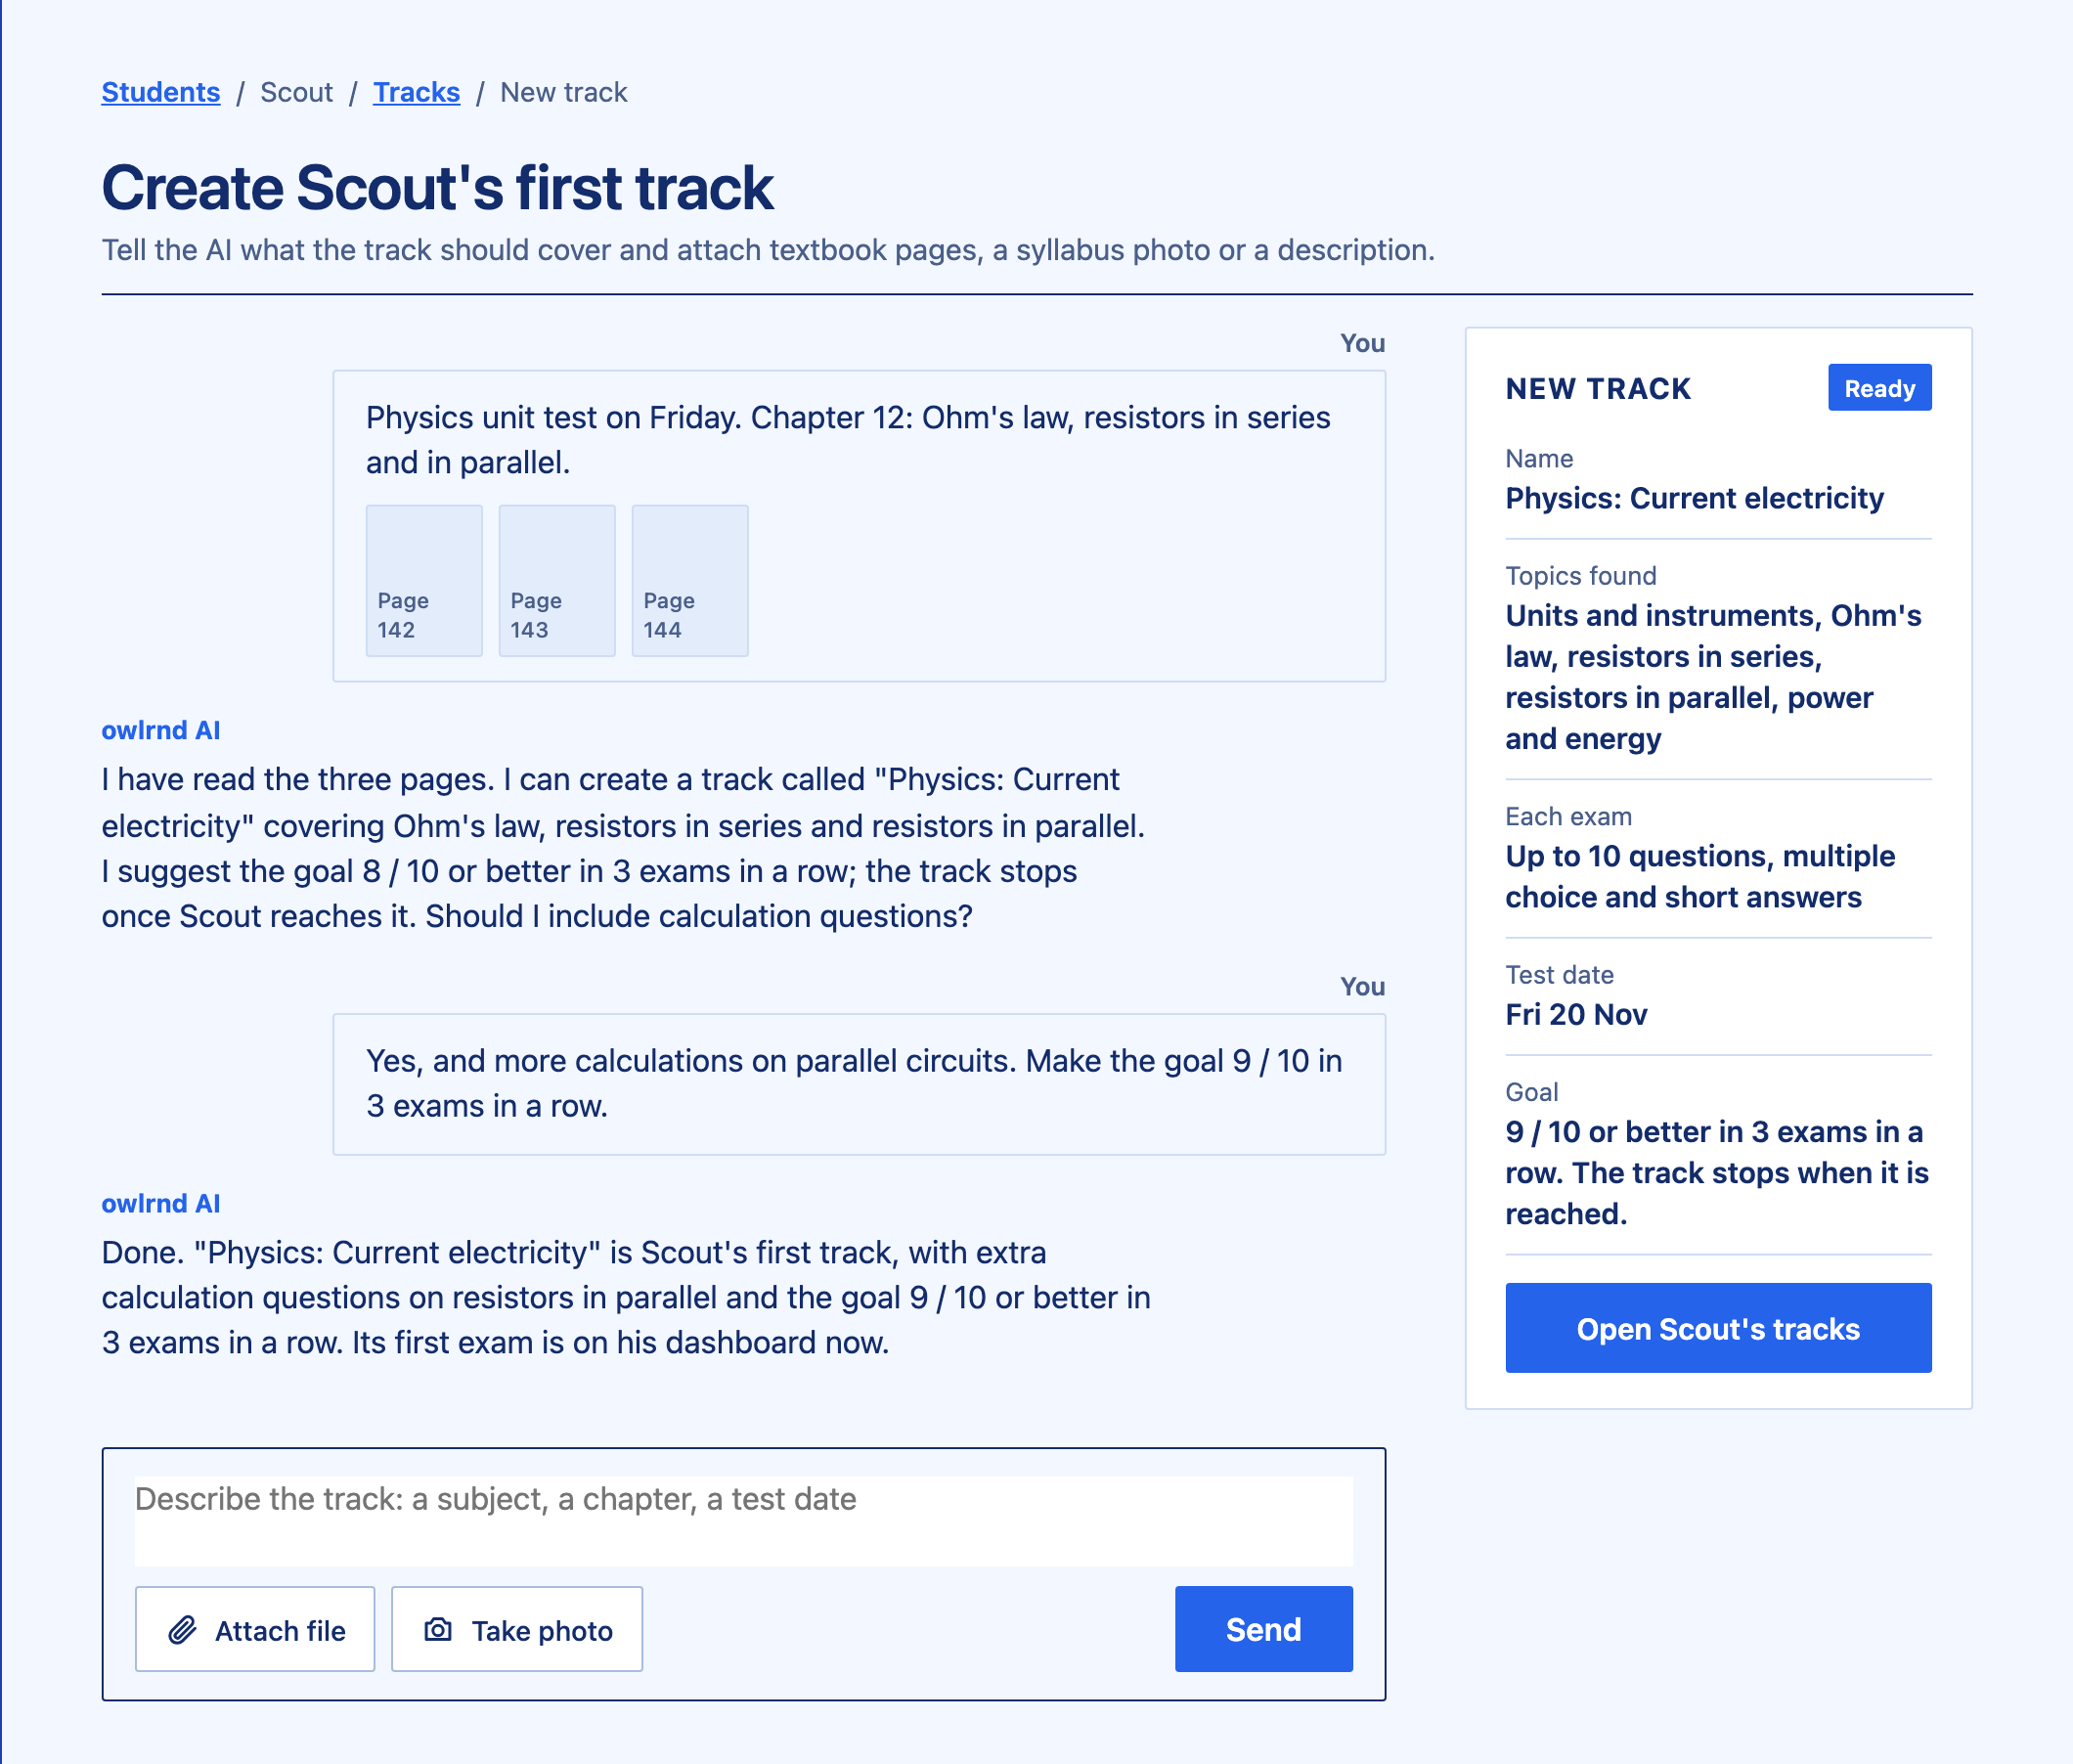 Students / Scout / Tracks / New track
Create Scout's first track
Tell the AI what the track should cover and attach textbook pages, a syllabus photo or a description.
You
Physics unit test on Friday. Chapter 12: Ohm's law, resistors in series
and in parallel.
Page
142
Page
143
Page
144
owlrnd AI
I have read the three pages. I can create a track called "Physics: Current
electricity" covering Ohm's law, resistors in series and resistors in parallel.
I suggest the goal 8 / 10 or better in 3 exams in a row; the track stops
once Scout reaches it. Should I include calculation questions?
You
Yes, and more calculations on parallel circuits. Make the goal 9 / 10 in
3 exams in a row.
owlrnd AI
Done. "Physics: Current electricity" is Scout's first track, with extra
calculation questions on resistors in parallel and the goal 9 / 10 or better in
3 exams in a row. Its first exam is on his dashboard now.
Describe the track: a subject, a chapter, a test date
Attach file
Take photo
Send
NEW TRACK
Ready
Name
Physics: Current electricity
Topics found
Units and instruments, Ohm's
law, resistors in series,
resistors in parallel, power
and energy
Each exam
Up to 10 questions, multiple
choice and short answers
Test date
Fri 20 Nov
Goal
9 / 10 or better in 3 exams in a
row. The track stops when it is
reached.
Open Scout's tracks